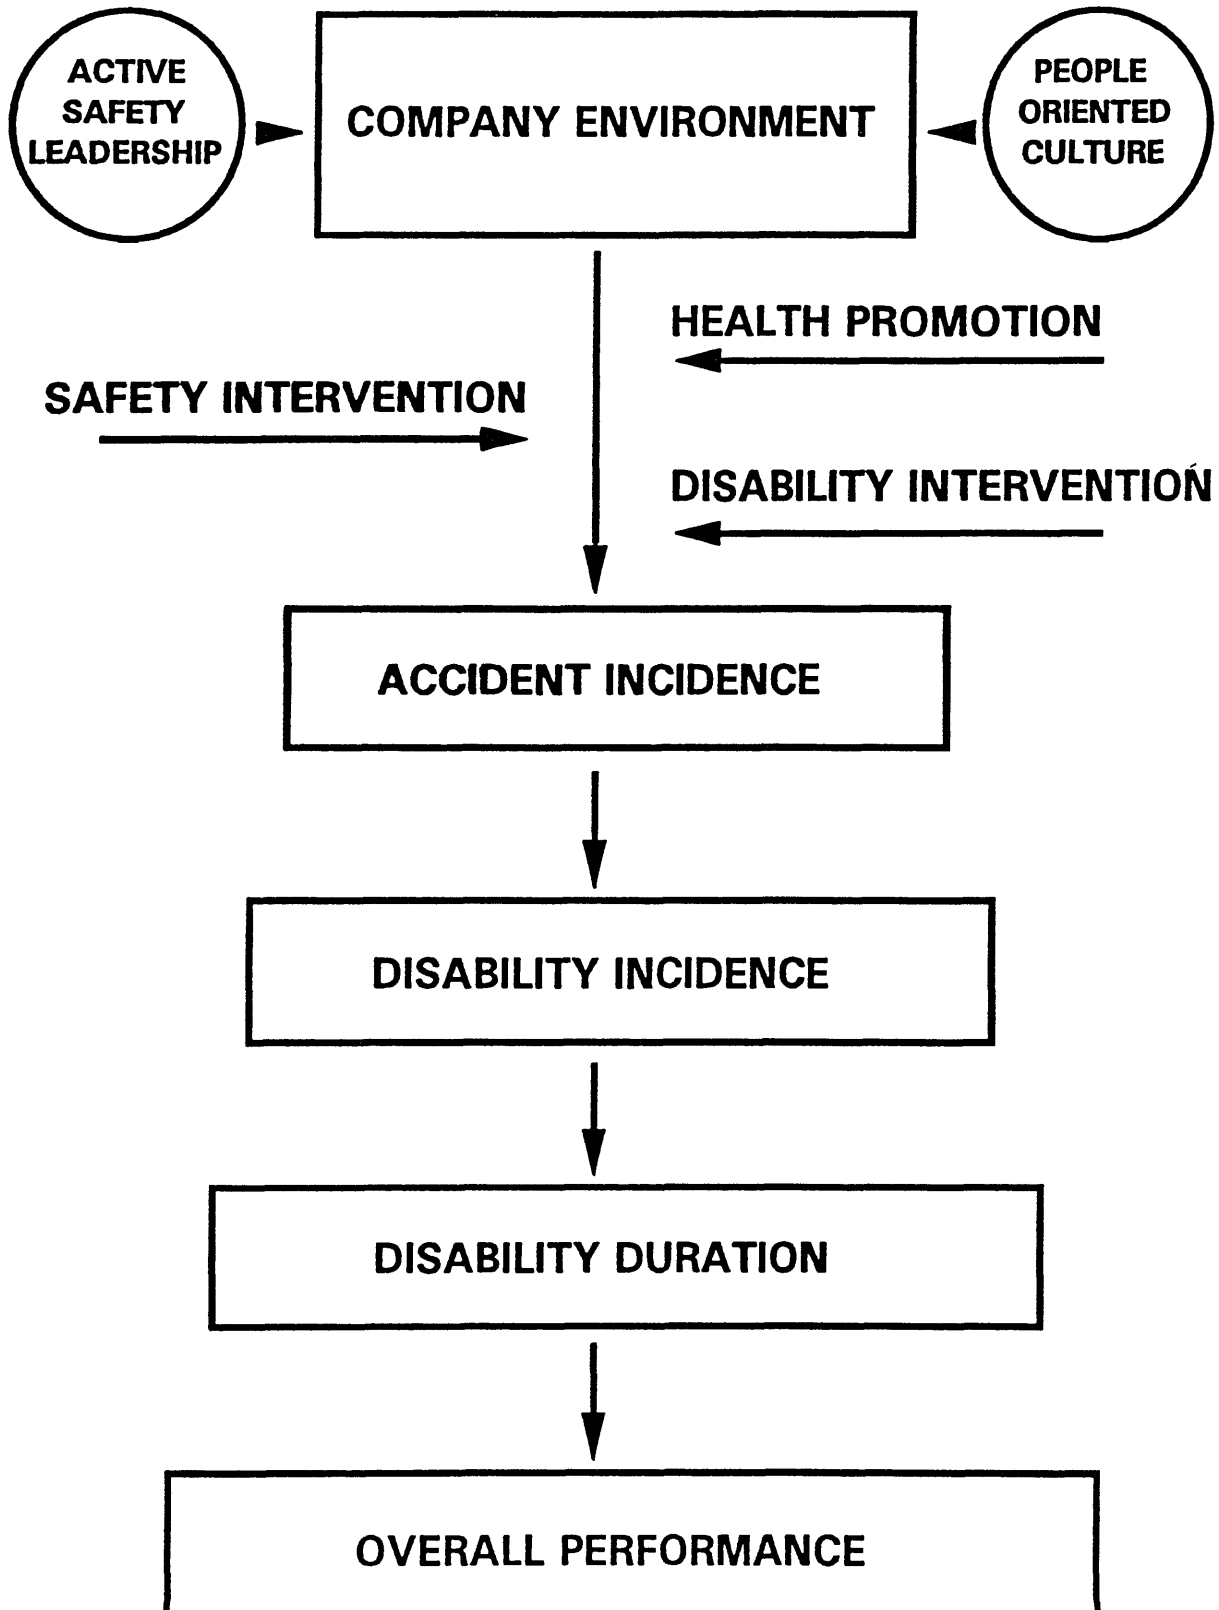 ACTIVE
SAFETY
LEADERSHIP
COMPANY ENVIRONMENT
PEOPLE
ORIENTED
CULTURE
HEALTH PROMOTION
SAFETY INTERVENTION
DISABILITY INTERVENTION
ACCIDENT INCIDENCE
DISABILITY INCIDENCE
DISABILITY DURATION
OVERALL PERFORMANCE